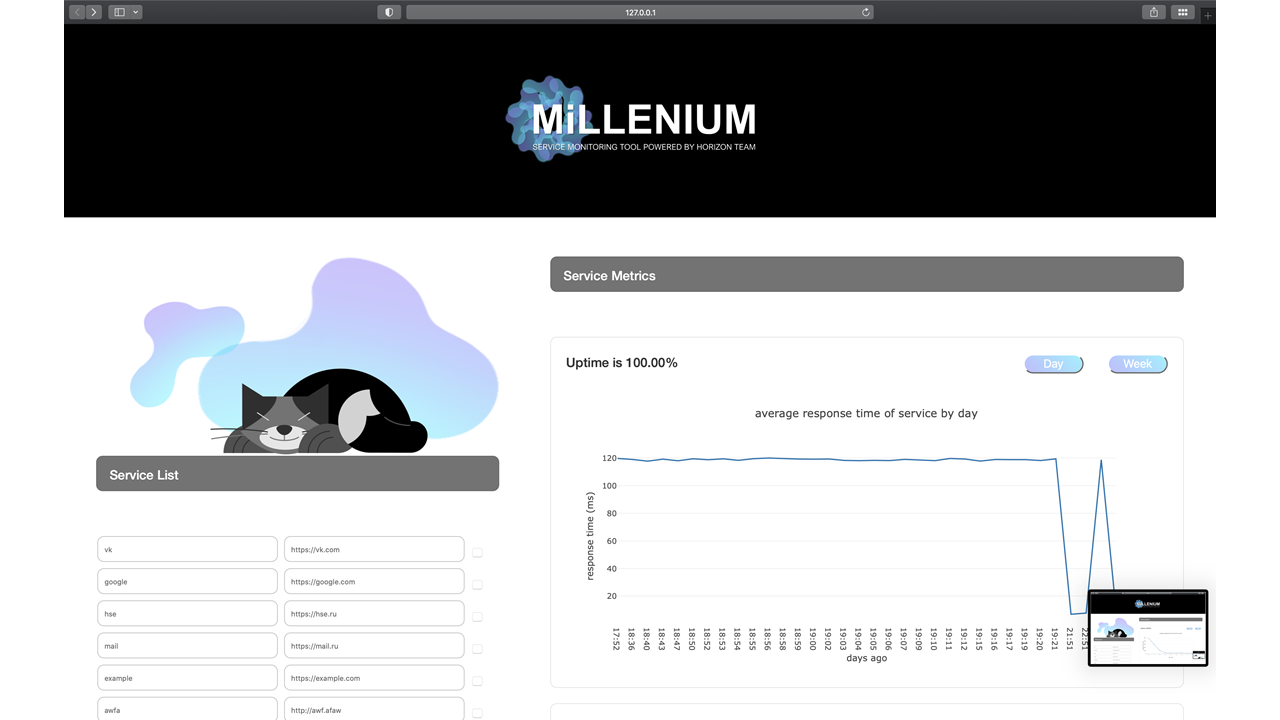 127.0.0.1
MiLLENIUM
SERVICE MONITORING TOOL POWERED BY HORIZON TEAM
Service Metrics
Uptime is 100.00%
Day
Week
average response time of service by day
120
100
80
60
40
20
response time (ms)
17:52
18:36
18:40
18:43
18:47
18:50
18:52
18:53
18:54
18:55
18:56
18:58
18:59
19:00
19:02
19:03
19:04
19:05
19:06
19:07
19:09
19:11
19:12
19:15
19:16
19:17
19:19
19:20
19:21
21:51
22:51
days ago
Service List
vk
https://vk.com
google
https://google.com
hse
https://hse.ru
mail
https://mail.ru
example
https://example.com
awfa
http://awf.afaw
MiLLENIUM